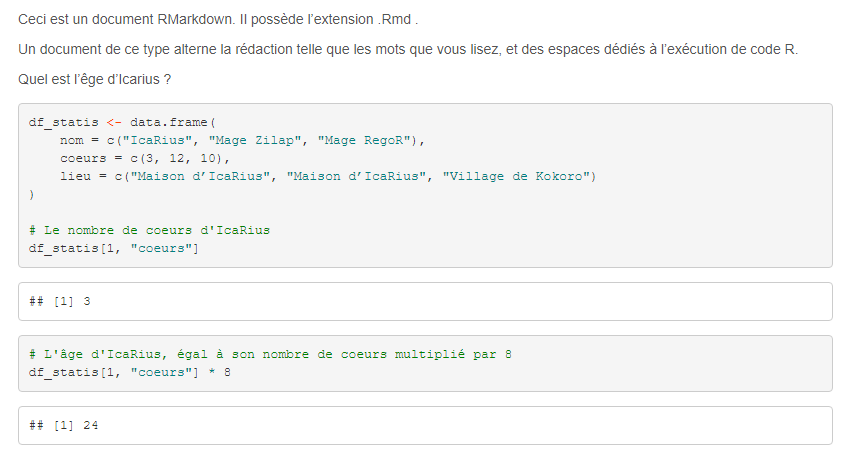 Ceci est un document RMarkdown. Il possède l'extension .Rmd .
Un document de ce type alterne la rédaction telle que les mots que vous lisez, et des espaces dédiés à l'exécution de code R.
Quel est l'êge d'Icarius ?
df_statis <- data.frame(
    nom = c("IcaRius", "Mage Zilap", "Mage RegoR"),
    coeurs = c(3, 12, 10),
    lieu = c("Maison d’IcaRius", "Maison d’IcaRius", "Village de Kokoro")
)
# Le nombre de coeurs d'IcaRius
df_statis[1, "coeurs"]
## [1] 3
# L'âge d'IcaRius, égal à son nombre de coeurs multiplié par 8
df_statis[1, "coeurs"] * 8
## [1] 24